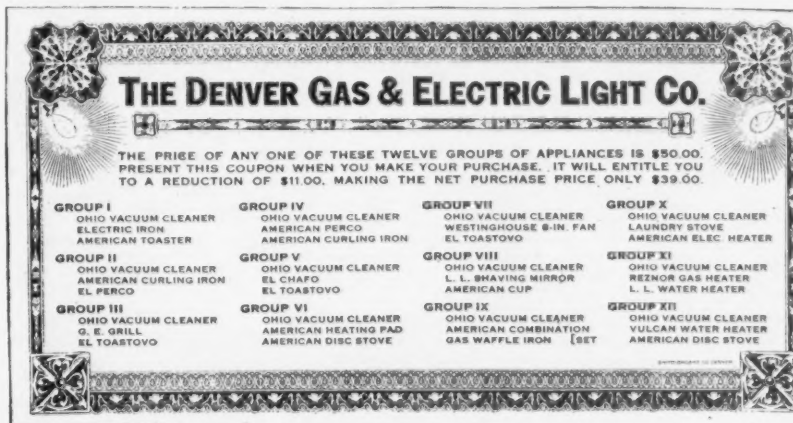 THE DENVER GAS & ELECTRIC LIGHT CO.
THE PRICE OF ANY ONE OF THESE TWELVE GROUPS OF APPLIANCES IS $50.00.
PRESENT THIS COUPON WHEN YOU MAKE YOUR PURCHASE. IT WILL ENTITLE YOU
TO A REDUCTION OF $11.00, MAKING THE NET PURCHASE PRICE ONLY $39.00.
GROUP I
OHIO VACUUM CLEANER
ELECTRIC IRON
AMERICAN TOASTER
GROUP II
OHIO VACUUM CLEANER
AMERICAN CURLING IRON
EL PERCO
GROUP III
OHIO VACUUM CLEANER
G. E. GRILL
EL TOASTOVO
GROUP IV
OHIO VACUUM CLEANER
AMERICAN PERCO
AMERICAN CURLING IRON
GROUP V
OHIO VACUUM CLEANER
EL CHAFO
EL TOASTOVO
GROUP VI
OHIO VACUUM CLEANER
AMERICAN HEATING PAD
AMERICAN DISC STOVE
GROUP VII
OHIO VACUUM CLEANER
WESTINGHOUSE 8-IN. FAN
EL TOASTOVO
GROUP VIII
OHIO VACUUM CLEANER
L. L. SHAVING MIRROR
AMERICAN CUP
GROUP IX
OHIO VACUUM CLEANER
AMERICAN COMBINATION
GAS WAFFLE IRON [SET
GROUP X
OHIO VACUUM CLEANER
LAUNDRY STOVE
AMERICAN ELEC. HEATER
GROUP XI
OHIO VACUUM CLEANER
REZNOR GAS HEATER
L. L. WATER HEATER
GROUP XII
OHIO VACUUM CLEANER
VULCAN WATER HEATER
AMERICAN DISC STOVE